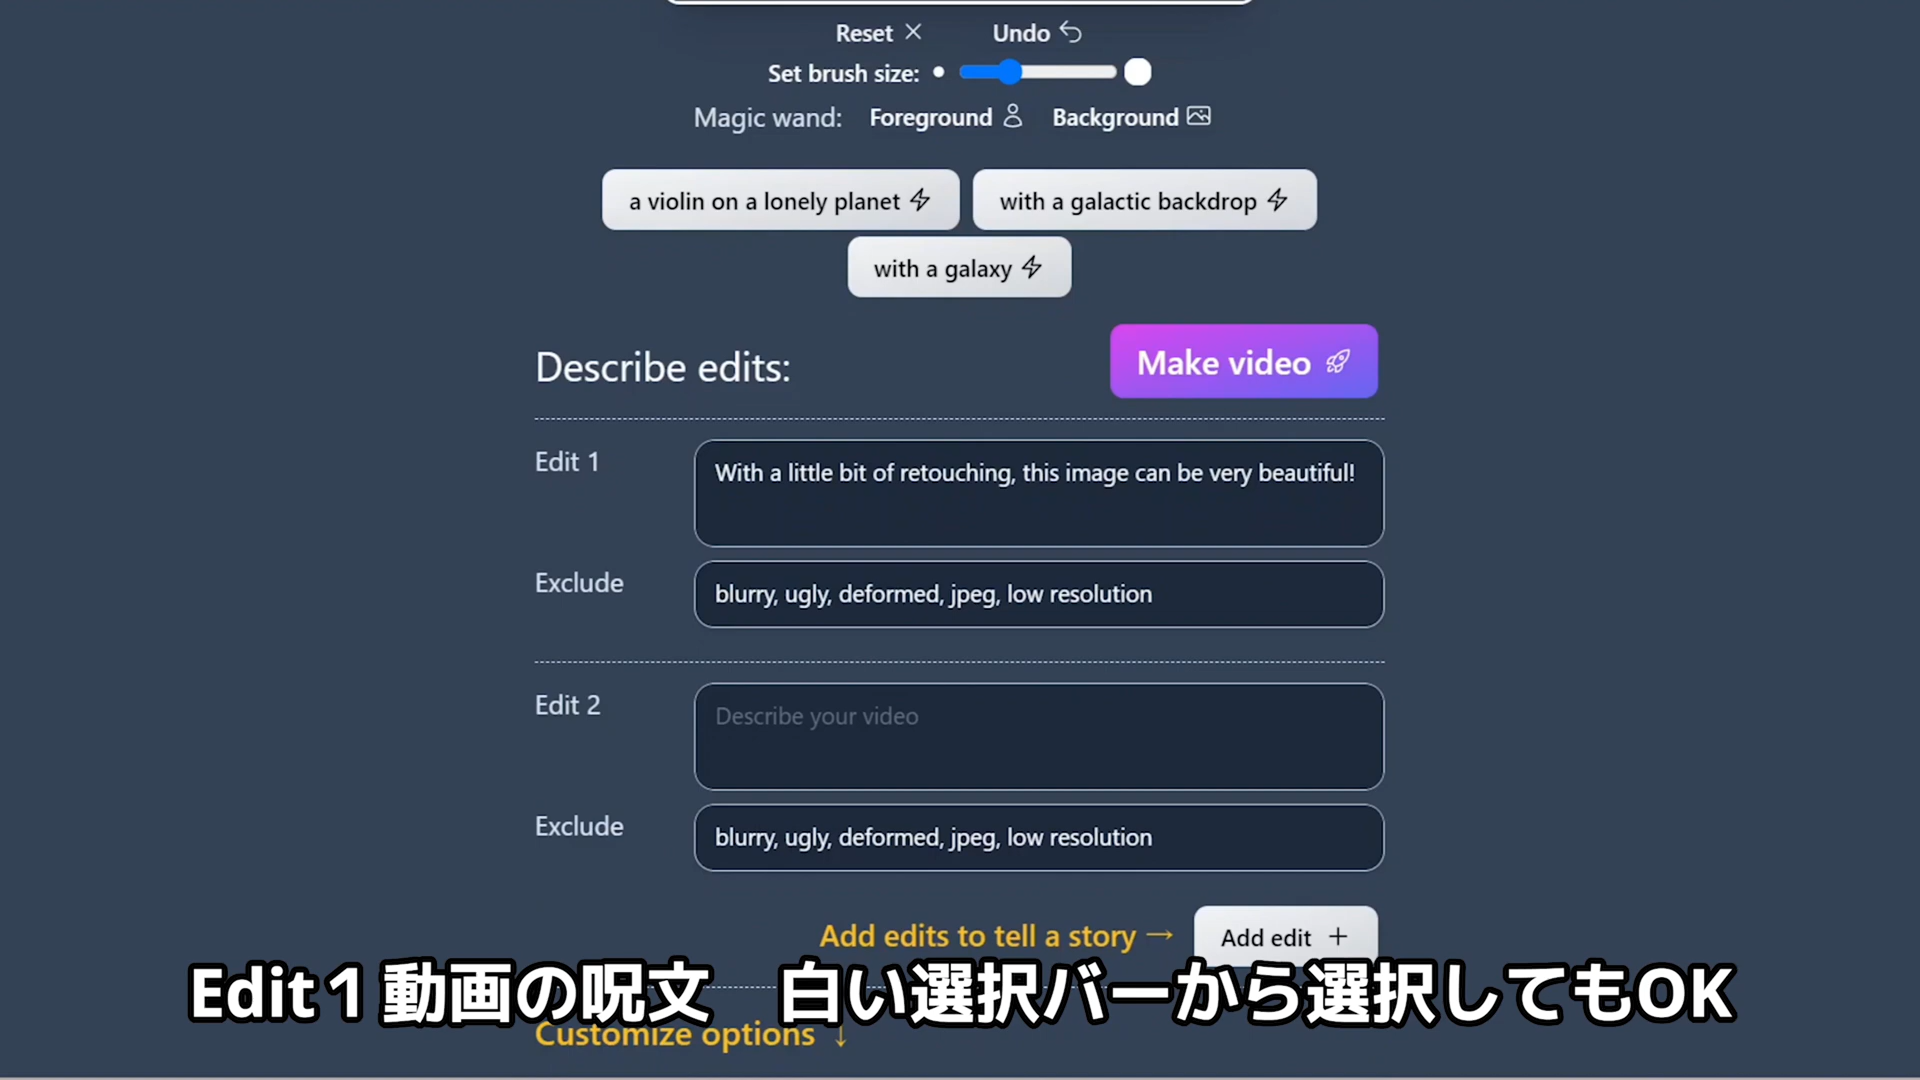 Reset
Undo
Set brush size:
Magic wand: Foreground Background
a violin on a lonely planet
with a galactic backdrop
with a galaxy
Describe edits:
Make video
Edit 1
With a little bit of retouching, this image can be very beautiful!
Exclude
blurry, ugly, deformed, jpeg, low resolution
Edit 2
Describe your video
Exclude
blurry, ugly, deformed, jpeg, low resolution
Add edits to tell a story →
Add edit +
Edit１動画の呪文　白い選択バーから選択してもOK
Customize options ↓